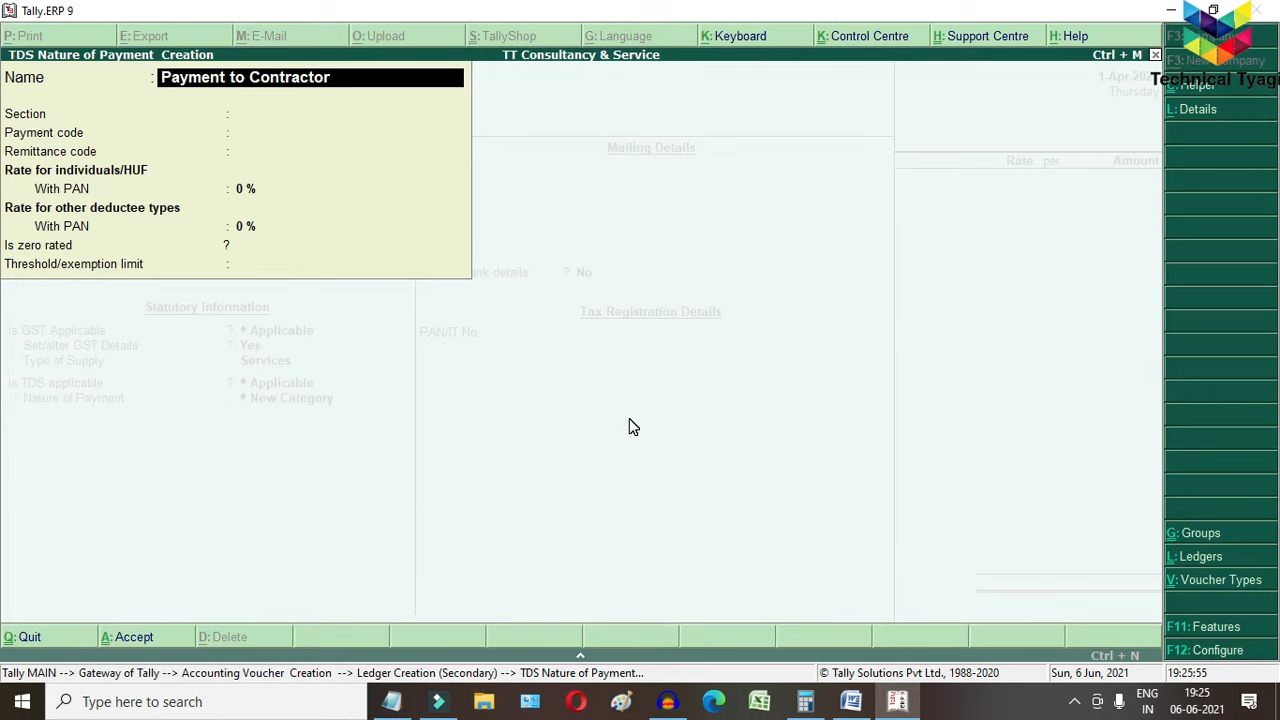 Tally.ERP 9
P: Print E: Export M: E-Mail O: Upload S: TallyShop G: Language K: Keyboard K: Control Centre H: Support Centre H: Help
TDS Nature of Payment Creation TT Consultancy & Service Ctrl + M
Name : Payment to Contractor
Technical Tyagi
F3: New Company
Helper
L: Details
Thursday
Section :
Payment code :
Remittance code :
Rate for individuals/HUF
With PAN : 0 %
Rate for other deductee types
With PAN : 0 %
Is zero rated ?
Threshold/exemption limit :
Mailing Details
Rate per Amount
details ? No
Statutory Information
Tax Registration Details
Is GST Applicable ? ♦ Applicable
PAN/IT No.
Set/alter GST Details ? Yes
Type of Supply : Services
Is TDS applicable ? ♦ Applicable
Nature of Payment : ♦ New Category
G: Groups
L: Ledgers
V: Voucher Types
F11: Features
F12: Configure
Q: Quit A: Accept D: Delete
Ctrl + N
Tally MAIN --> Gateway of Tally --> Accounting Voucher Creation --> Ledger Creation (Secondary) --> TDS Nature of Payment... © Tally Solutions Pvt Ltd., 1988-2020 Sun, 6 Jun, 2021 19:25:55
Type here to search
ENG
IN
19:25
06-06-2021